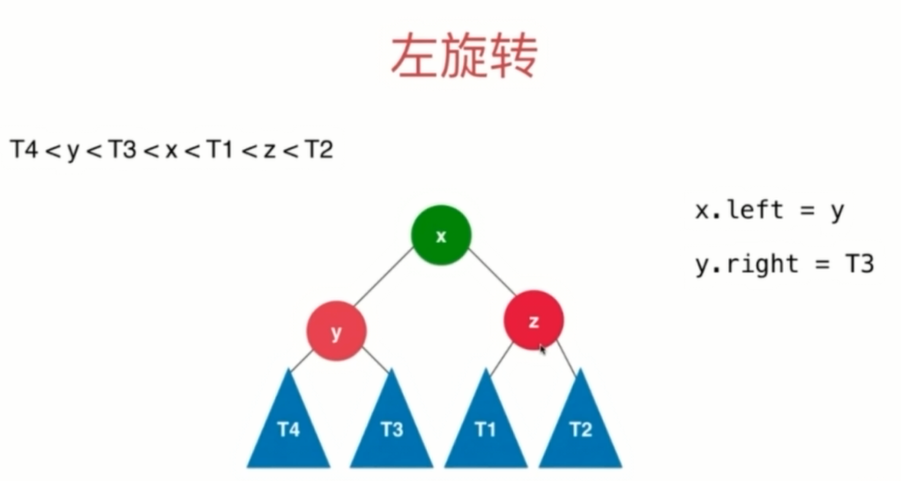 左旋转
T4 < y < T3 < x < T1 < z < T2
x.left = y
y.right = T3
x
y
z
T4
T3
T1
T2